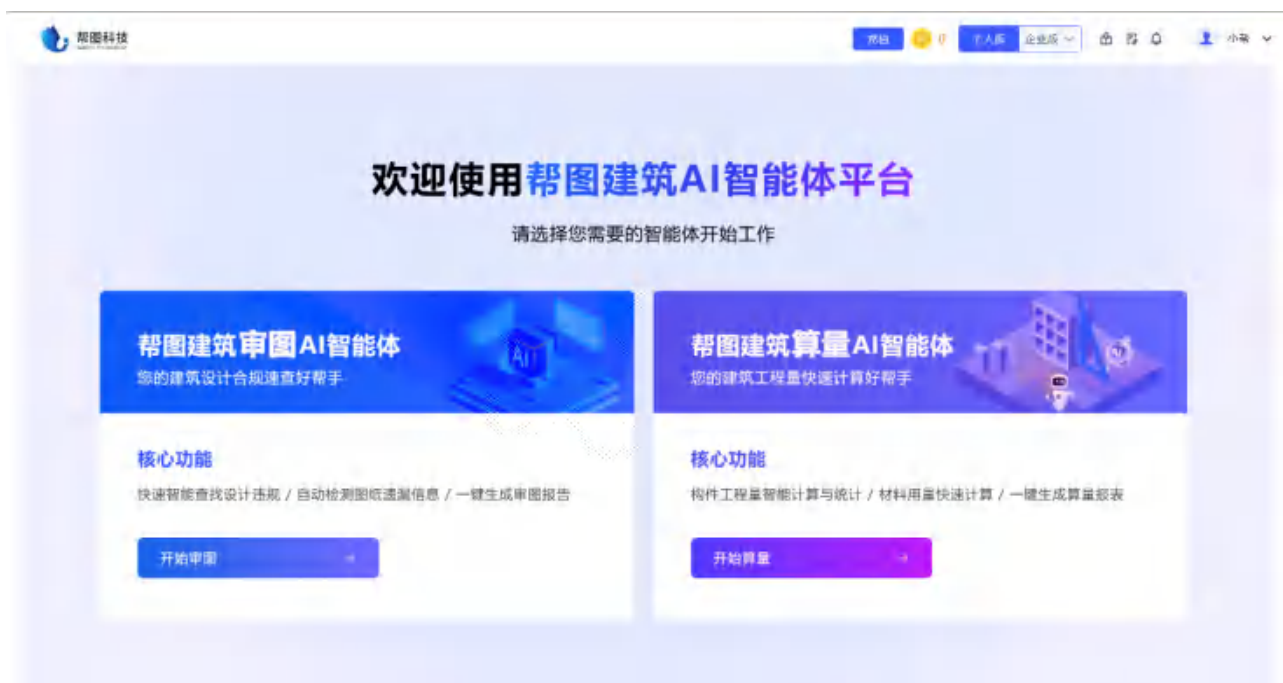 帮图科技
充值
0
个人版
企业版
欢迎使用帮图建筑AI智能体平台
请选择您需要的智能体开始工作
帮图建筑审图AI智能体
您的建筑设计合规速查好帮手
核心功能
快速智能查找设计违规 / 自动检测图纸遗漏信息 / 一键生成审图报告
开始审图
帮图建筑算量AI智能体
您的建筑工程量快速计算好帮手
核心功能
构件工程量智能计算与统计 / 材料用量快速计算 / 一键生成算量报表
开始算量